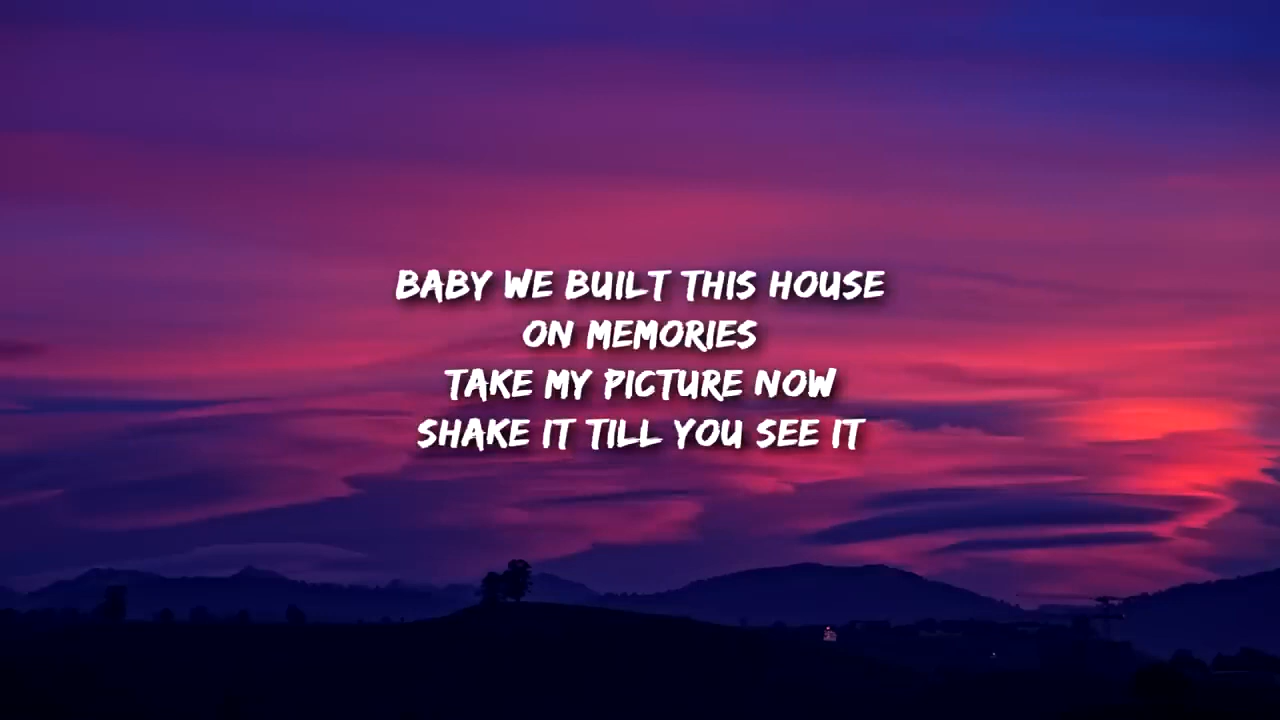 BABY WE BUILT THIS HOUSE
ON MEMORIES
TAKE MY PICTURE NOW
SHAKE IT TILL YOU SEE IT